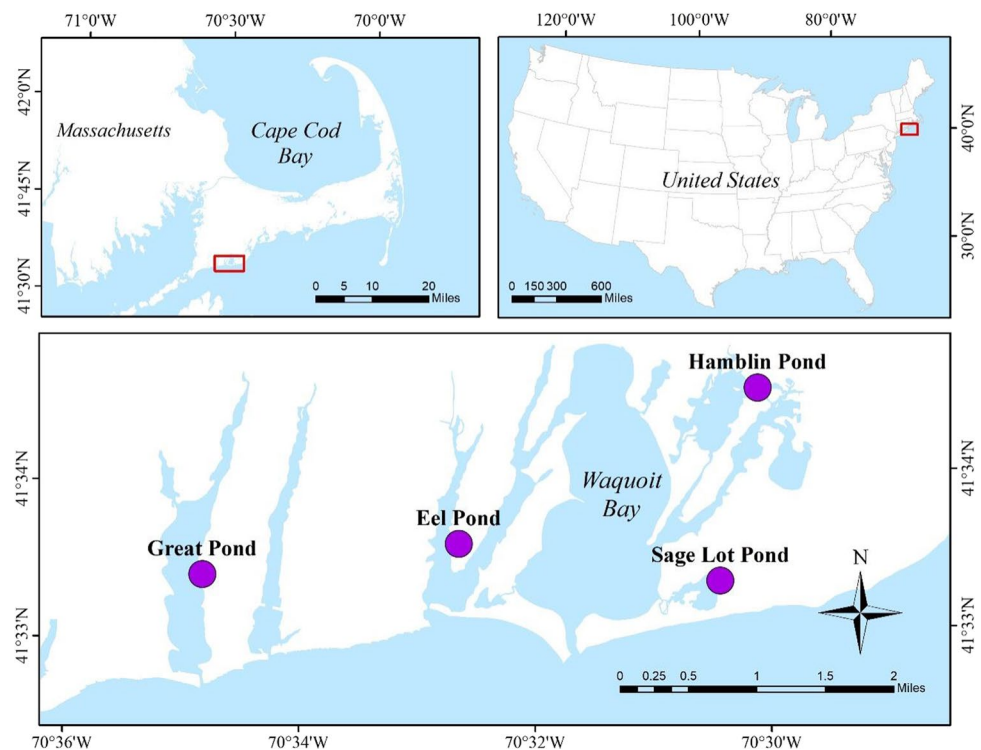 71°0'W 70°30'W 70°0'W
120°0'W 100°0'W 80°0'W
42°0'N
41°45'N
41°30'N
Massachusetts
Cape Cod
Bay
0 5 10 20
Miles
United States
40°0'N
30°0'N
0 150 300 600
Miles
Hamblin Pond
Waquoit
Bay
Eel Pond
Great Pond
Sage Lot Pond
N
41°34'N
41°33'N
41°34'N
41°33'N
0 0.25 0.5 1 1.5 2
Miles
70°36'W 70°34'W 70°32'W 70°30'W